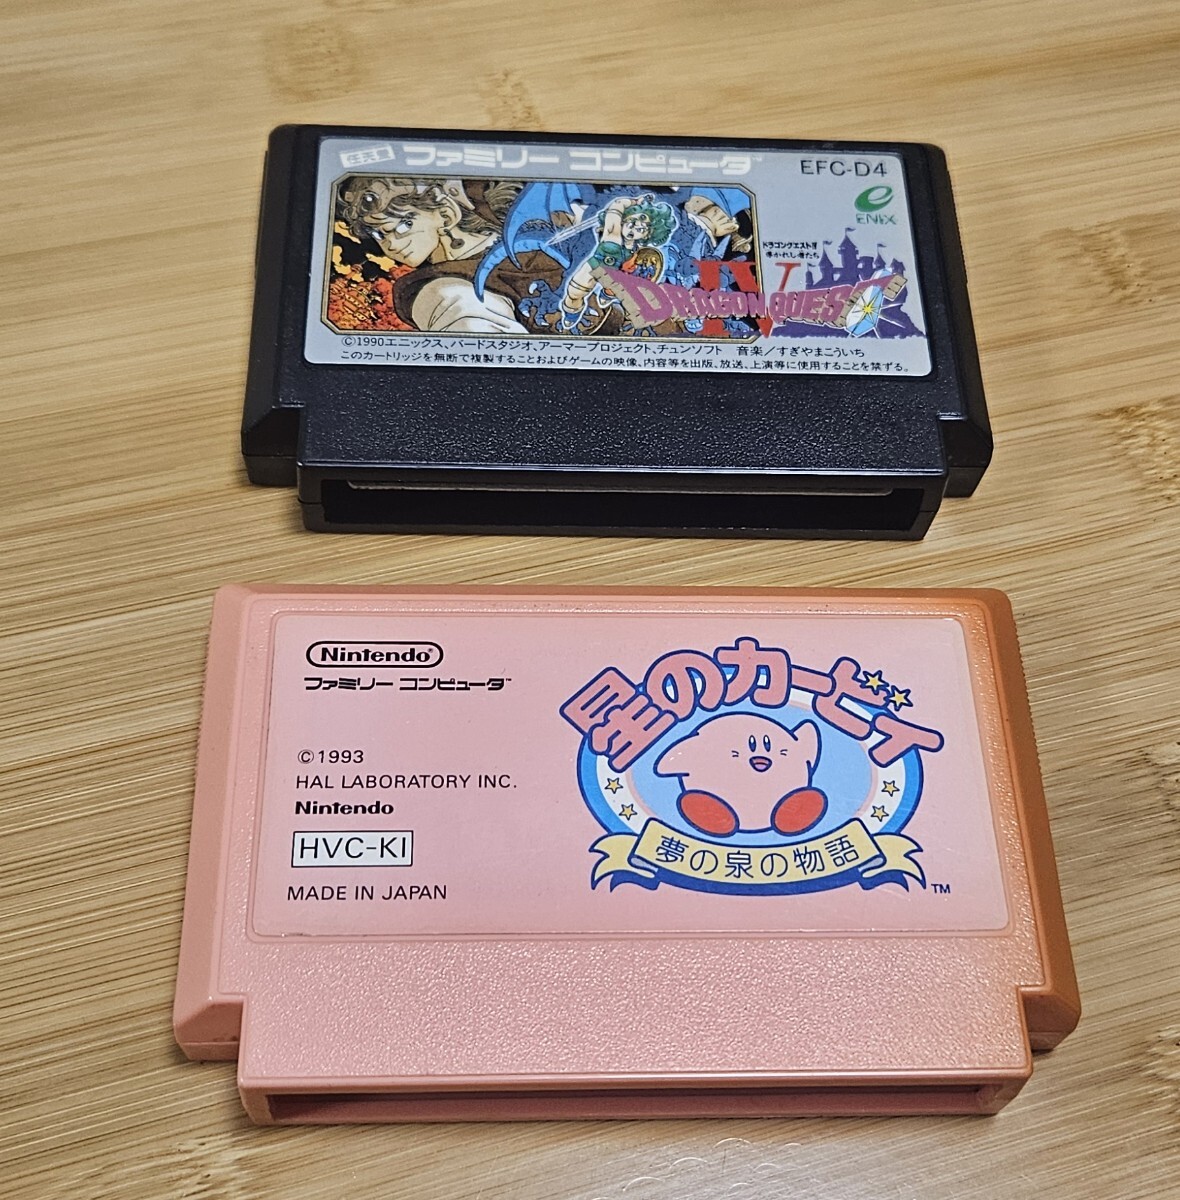 任天堂 ファミリー コンピュータ™
EFC-D4
ENIX
ドラゴンクエストIV
導かれし者たち
IV
DRAGON QUEST
©1990エニックス、バードスタジオ、アーマープロジェクト、チュンソフト 音楽/すぎやまこういち
このカートリッジを無断で複製することおよびゲームの映像、内容等を出版、放送、上演等に使用することを禁ずる。
Nintendo®
ファミリー コンピュータ™
©1993
HAL LABORATORY INC.
Nintendo
HVC-KI
MADE IN JAPAN
星のカービィ
夢の泉の物語
™